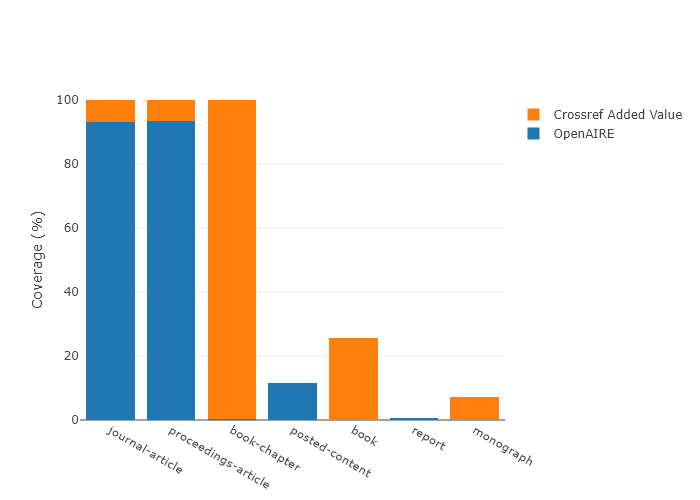 Crossref Added Value
OpenAIRE
Coverage (%)
100
80
60
40
20
0
journal-article
proceedings-article
book-chapter
posted-content
book
report
monograph